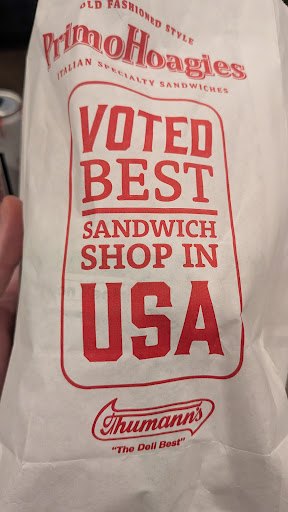 OLD FASHIONED STYLE
PrimoHoagies
ITALIAN SPECIALTY SANDWICHES
VOTED
BEST
SANDWICH
SHOP IN
USA
Thumann's
"The Deli Best"